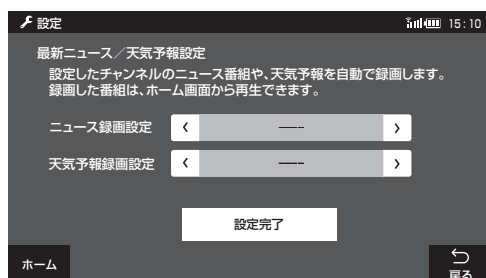 設定
15:10
最新ニュース／天気予報設定
設定したチャンネルのニュース番組や、天気予報を自動で録画します。
録画した番組は、ホーム画面から再生できます。
ニュース録画設定 ‹ ---- ›
天気予報録画設定 ‹ ---- ›
設定完了
ホーム
戻る